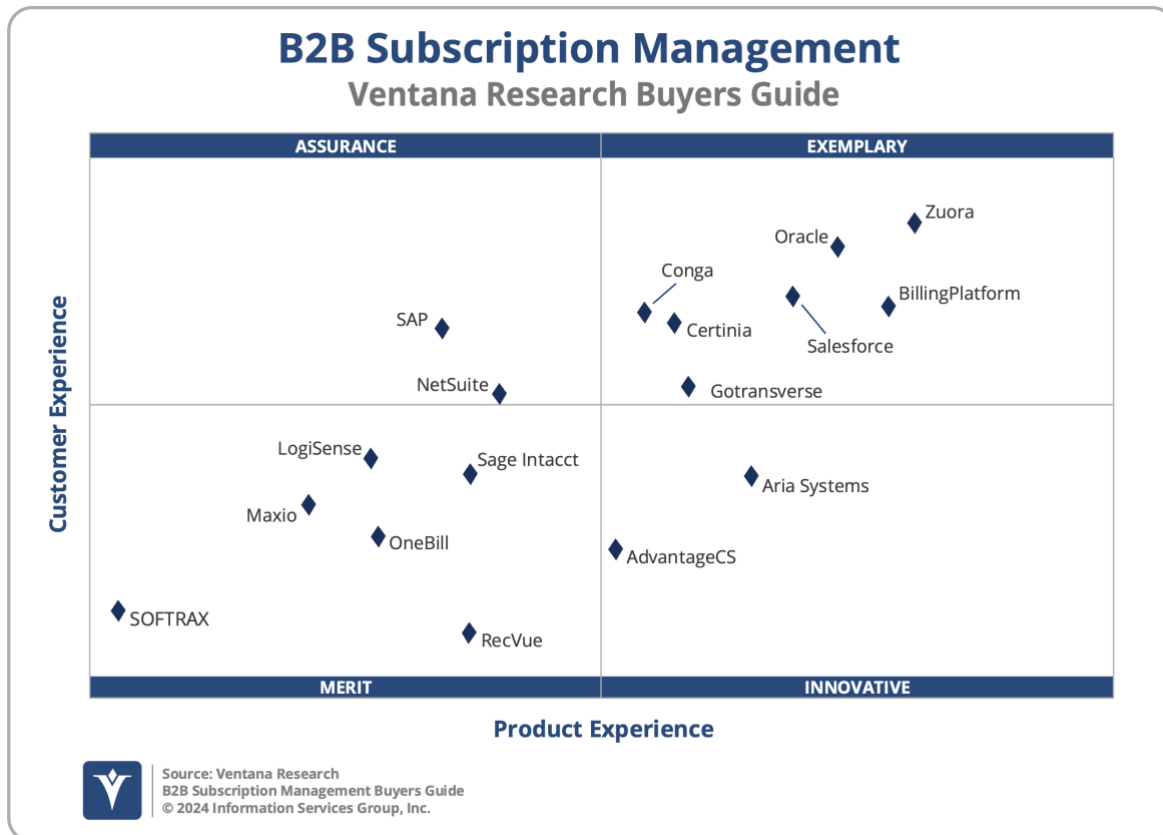 B2B Subscription Management
Ventana Research Buyers Guide
ASSURANCE
EXEMPLARY
Zuora
Oracle
Conga
BillingPlatform
SAP
Certinia
Salesforce
NetSuite
Gotransverse
Customer Experience
LogiSense
Sage Intacct
Aria Systems
Maxio
OneBill
AdvantageCS
SOFTRAX
RecVue
MERIT
INNOVATIVE
Product Experience
Source: Ventana Research
B2B Subscription Management Buyers Guide
© 2024 Information Services Group, Inc.